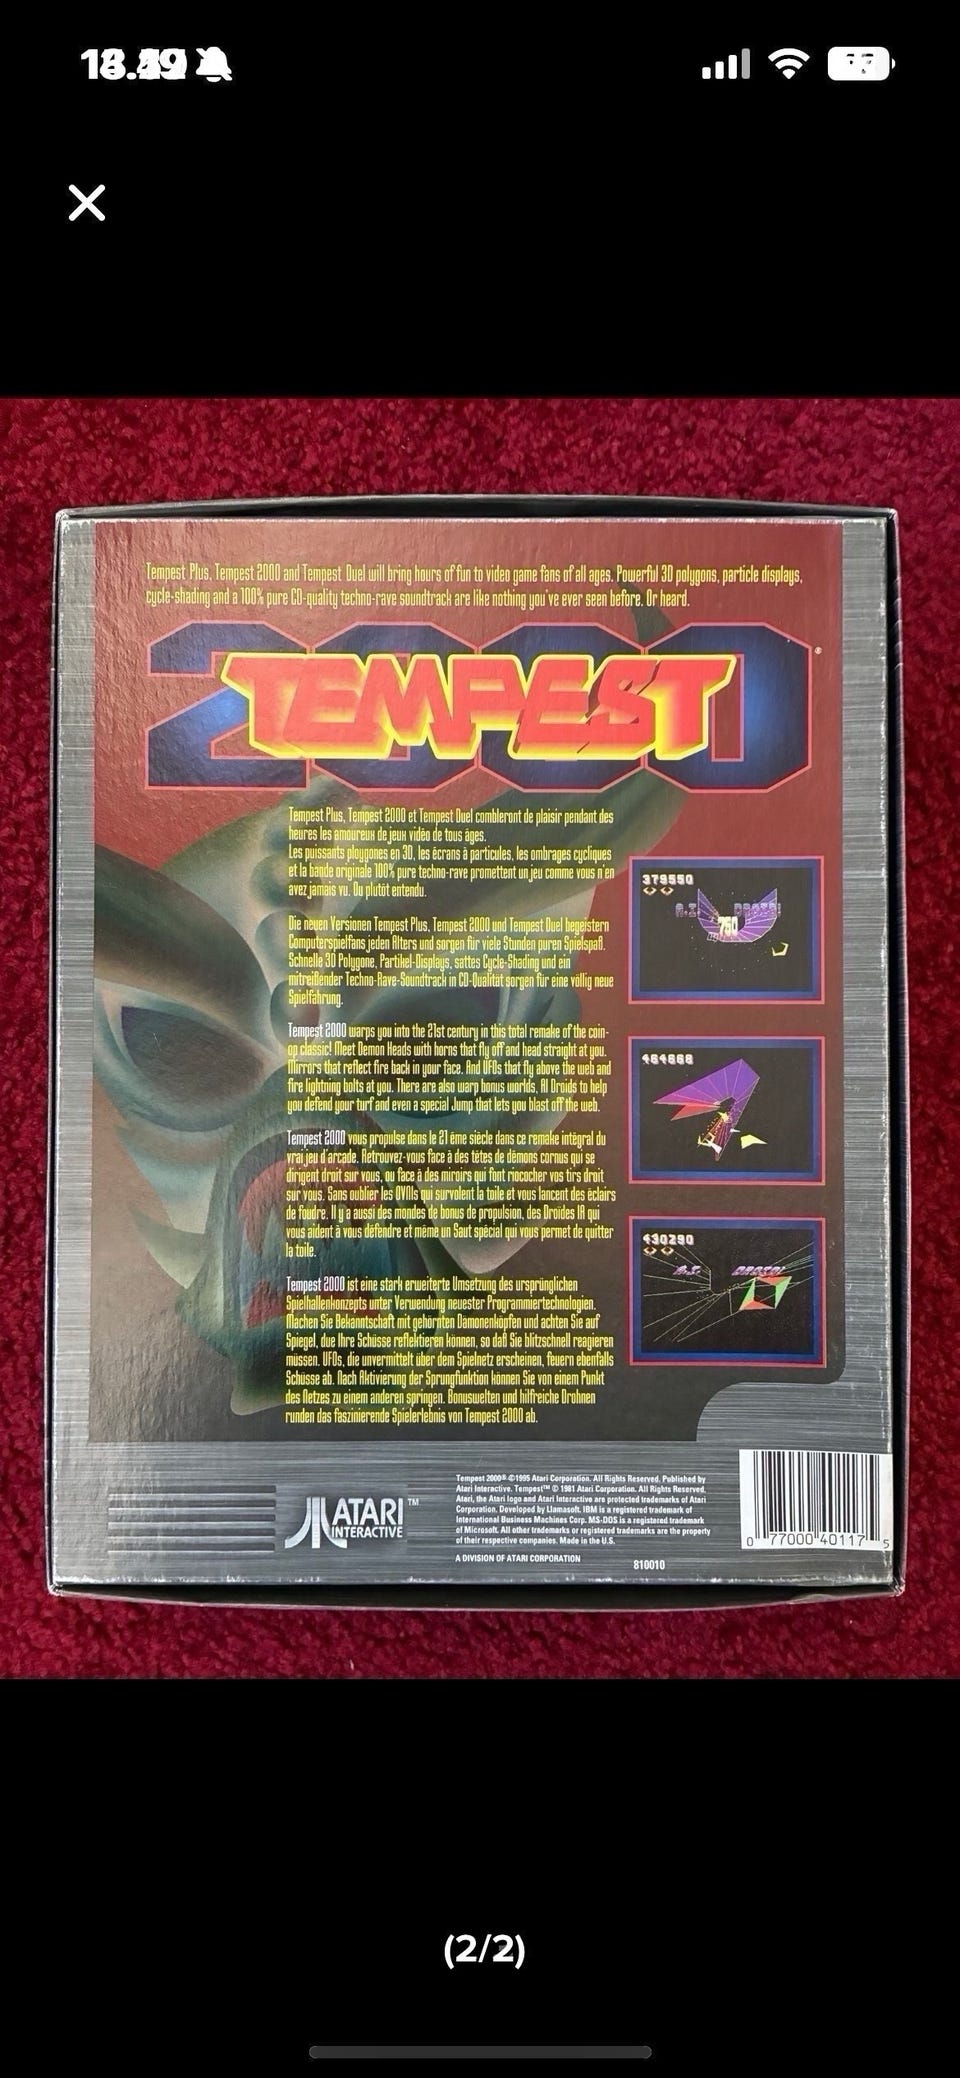 Tempest Plus, Tempest 2000 and Tempest Duel will bring hours of fun to video game fans of all ages. Powerful 3D polygons, particle displays,
cycle-shading and a 100% pure CD-quality techno-rave soundtrack are like nothing you've ever seen before. Or heard.
2000
TEMPEST
®
Tempest Plus, Tempest 2000 et Tempest Duel combleront de plaisir pendant des
heures les amoureux de jeux vidéo de tous âges.
Les puissants ploygones en 3D, les écrans à particules, les ombrages cycliques
et la bande originale 100% pure techno-rave promettent un jeu comme vous n'en
avez jamais vu. Ou plutôt entendu.
Die neuen Versionen Tempest Plus, Tempest 2000 und Tempest Duel begeistern
Computerspielfans jeden Alters und sorgen für viele Stunden puren Spielspaß.
Schnelle 3D Polygone, Partikel-Displays, sattes Cycle-Shading und ein
mitreißender Techno-Rave-Soundtrack in CD-Qualität sorgen für eine völlig neue
Spielfahrung.
Tempest 2000 warps you into the 21st century in this total remake of the coin-
op classic! Meet Demon Heads with horns that fly off and head straight at you.
Mirrors that reflect fire back in your face. And UFOs that fly above the web and
fire lightning bolts at you. There are also warp bonus worlds, AI Droids to help
you defend your turf and even a special Jump that lets you blast off the web.
Tempest 2000 vous propulse dans le 21 ème siècle dans ce remake intégral du
vrai jeu d'arcade. Retrouvez-vous face à des têtes de démons cornus qui se
dirigent droit sur vous, ou face à des miroirs qui font riococher vos tirs droit
sur vous. Sans oublier les OVNIs qui survolent la toile et vous lancent des éclairs
de foudre. Il y a aussi des mondes de bonus de propulsion, des Droïdes IA qui
vous aident à vous défendre et même un Saut spécial qui vous permet de quitter
la toile.
Tempest 2000 ist eine stark erweiterte Umsetzung des ursprünglichen
Spielhallenkonzepts unter Verwendung neuester Programmiertechnologien.
Machen Sie Bekanntschaft mit gehörnten Damonenköpfen und achten Sie auf
Spiegel, due Ihre Schüsse reflektieren können, so daß Sie blitzschnell reagieren
müssen. UFOs, die unvermittelt über dem Spielnetz erscheinen, feuern ebenfalls
Schüsse ab. Nach Aktivierung der Sprungfunktion können Sie von einem Punkt
des Netzes zu einem anderen springen. Bonuswelten und hilfreiche Drohnen
runden das faszinierende Spielerlebnis von Tempest 2000 ab.
379550
A.I. DROID!
750
464668
430290
A.I. DROID!
ATARI™
INTERACTIVE
Tempest 2000® ©1995 Atari Corporation. All Rights Reserved. Published by
Atari Interactive. Tempest™ © 1981 Atari Corporation. All Rights Reserved.
Atari, the Atari logo and Atari Interactive are protected trademarks of Atari
Corporation. Developed by Llamasoft. IBM is a registered trademark of
International Business Machines Corp. MS-DOS is a registered trademark
of Microsoft. All other trademarks or registered trademarks are the property
of their respective companies. Made in the U.S.
A DIVISION OF ATARI CORPORATION
810010
0 77000 40117 5
(2/2)